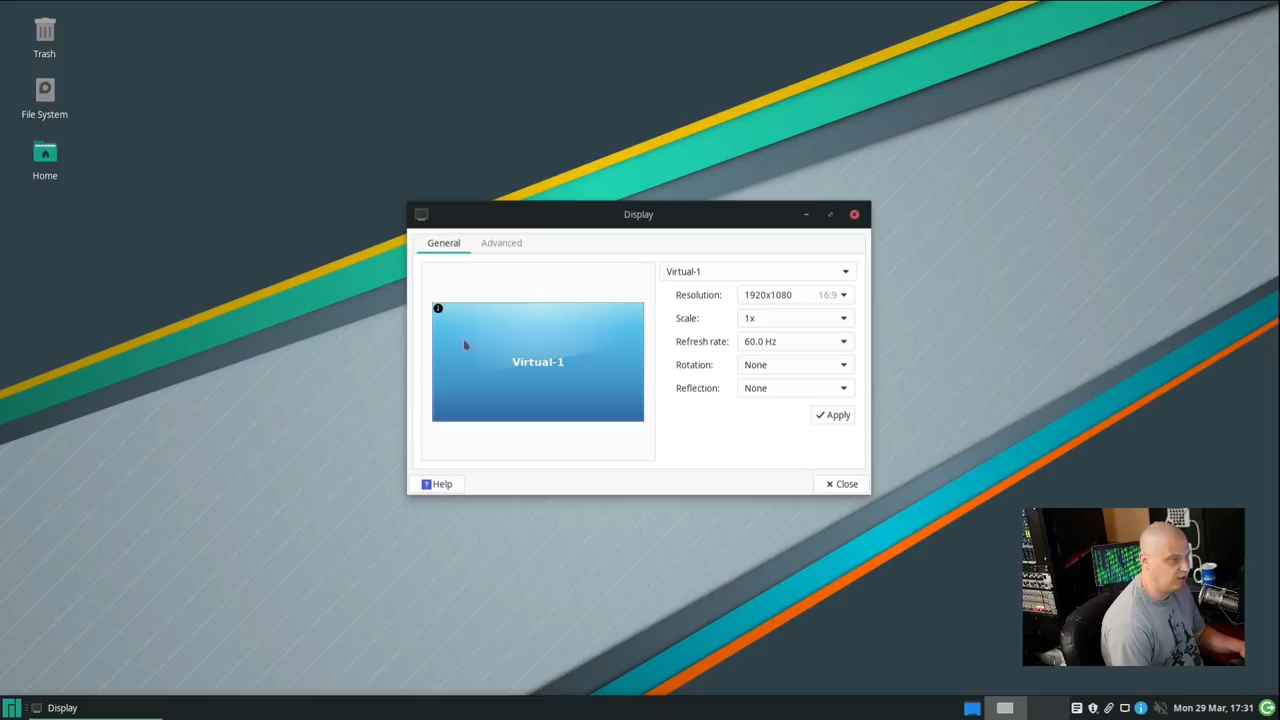 Trash
File System
Home
Display
General
Advanced
Virtual-1
Resolution: 1920x1080 16:9
Scale: 1x
Refresh rate: 60.0 Hz
Rotation: None
Reflection: None
Apply
Virtual-1
Help
Close
Display
Mon 29 Mar, 17:31